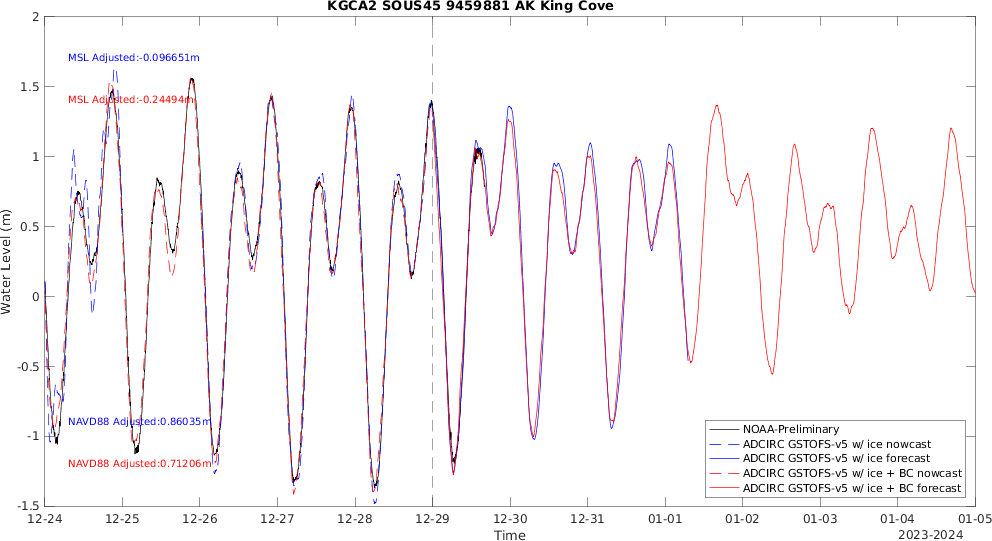 KGCA2 SOUS45 9459881 AK King Cove
Water Level (m)
2
1.5
1
0.5
0
-0.5
-1
-1.5
MSL Adjusted:-0.096651m
MSL Adjusted:-0.24494m
NAVD88 Adjusted:0.86035m
NAVD88 Adjusted:0.71206m
NOAA-Preliminary
ADCIRC GSTOFS-v5 w/ ice nowcast
ADCIRC GSTOFS-v5 w/ ice forecast
ADCIRC GSTOFS-v5 w/ ice + BC nowcast
ADCIRC GSTOFS-v5 w/ ice + BC forecast
12-24 12-25 12-26 12-27 12-28 12-29 12-30 12-31 01-01 01-02 01-03 01-04 01-05
Time
2023-2024